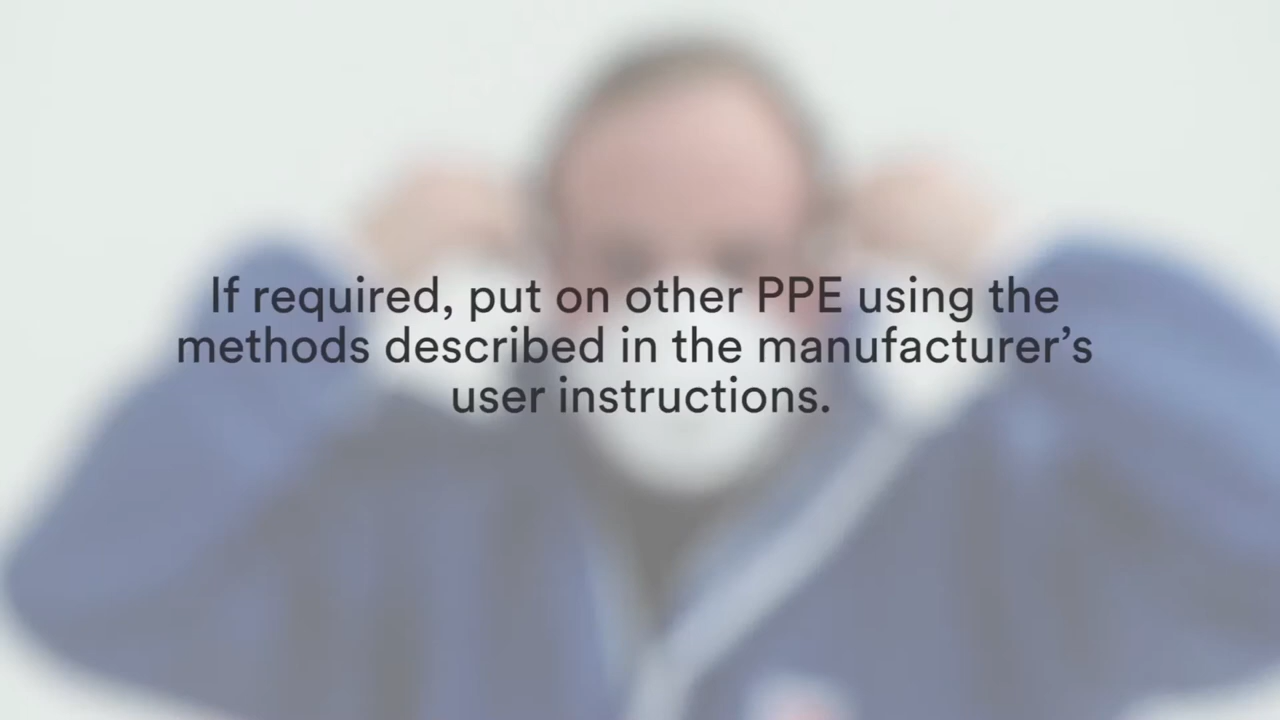 If required, put on other PPE using the
methods described in the manufacturer’s
user instructions.